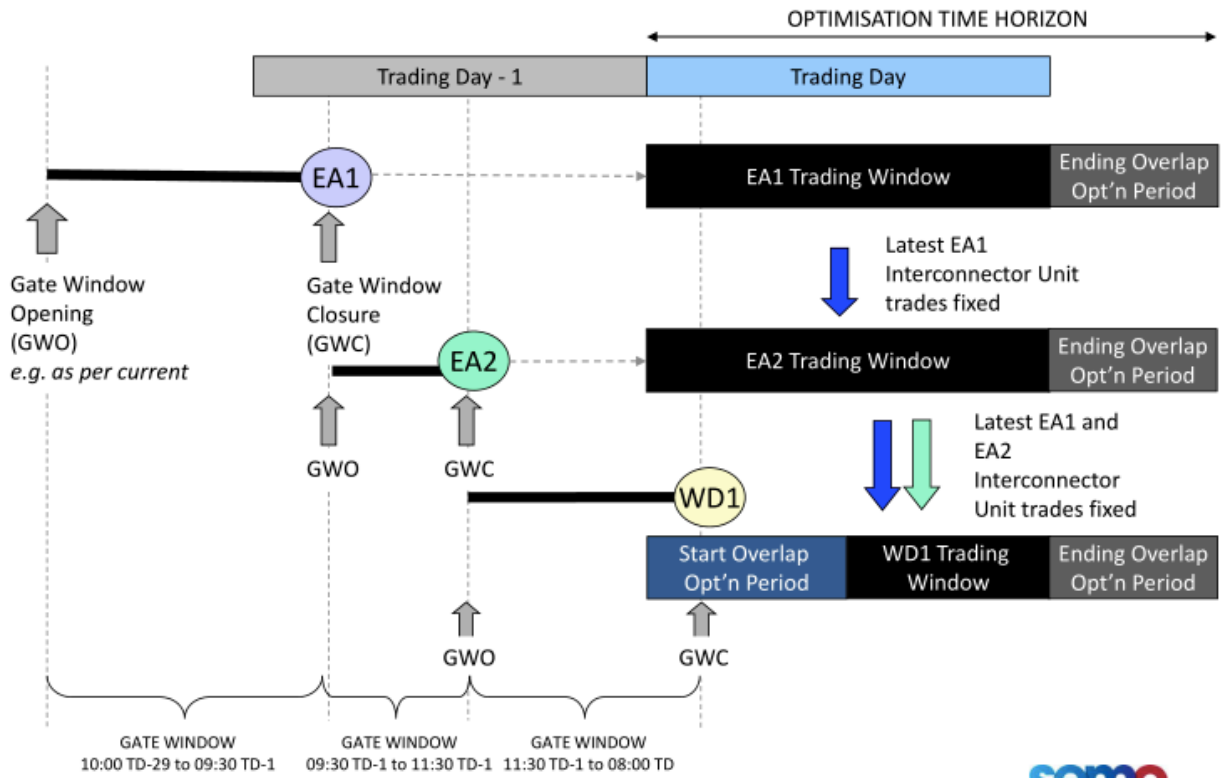 OPTIMISATION TIME HORIZON
Trading Day - 1
Trading Day
EA1
EA1 Trading Window
Ending Overlap
Opt'n Period
Gate Window
Opening
(GWO)
e.g. as per current
Gate Window
Closure
(GWC)
Latest EA1
Interconnector Unit
trades fixed
EA2
EA2 Trading Window
Ending Overlap
Opt'n Period
GWO
GWC
Latest EA1 and
EA2
Interconnector
Unit trades fixed
WD1
Start Overlap
Opt'n Period
WD1 Trading
Window
Ending Overlap
Opt'n Period
GWO
GWC
GATE WINDOW
10:00 TD-29 to 09:30 TD-1
GATE WINDOW
09:30 TD-1 to 11:30 TD-1
GATE WINDOW
11:30 TD-1 to 08:00 TD